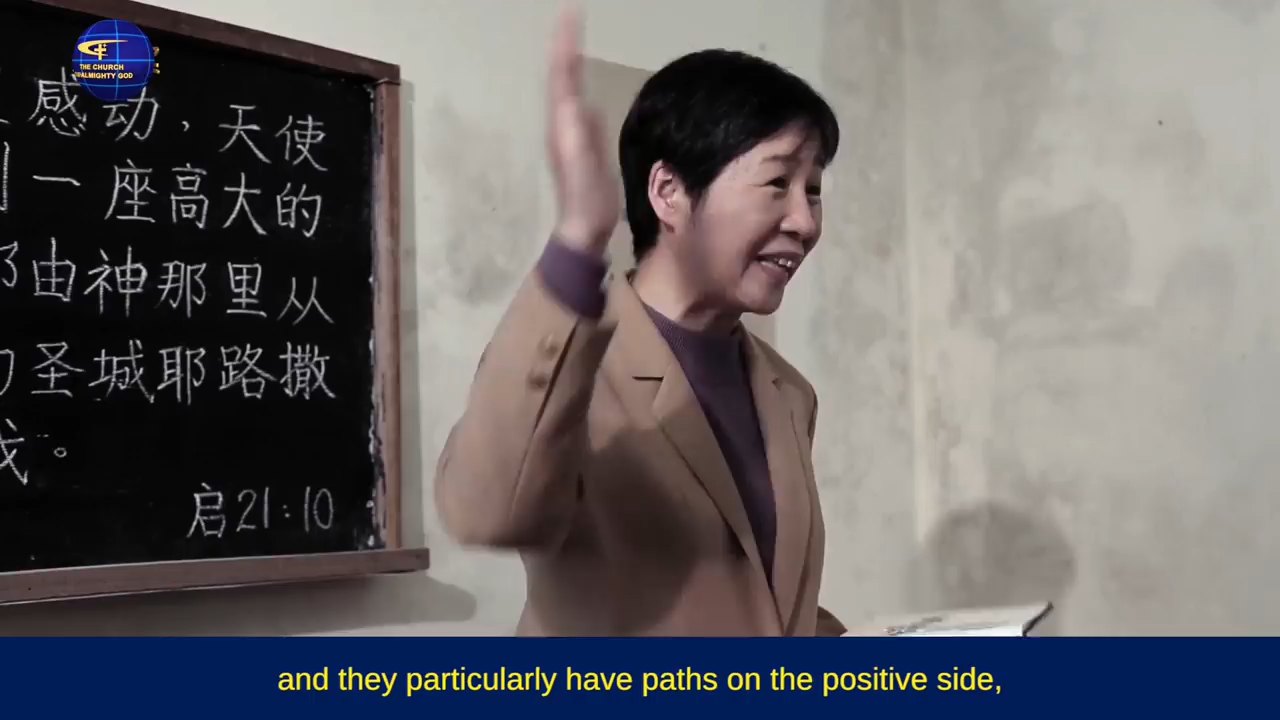 THE CHURCH
OF ALMIGHTY GOD
感动，天使
一座高大的
由神那里从
圣城耶路撒
。
启21:10
and they particularly have paths on the positive side,